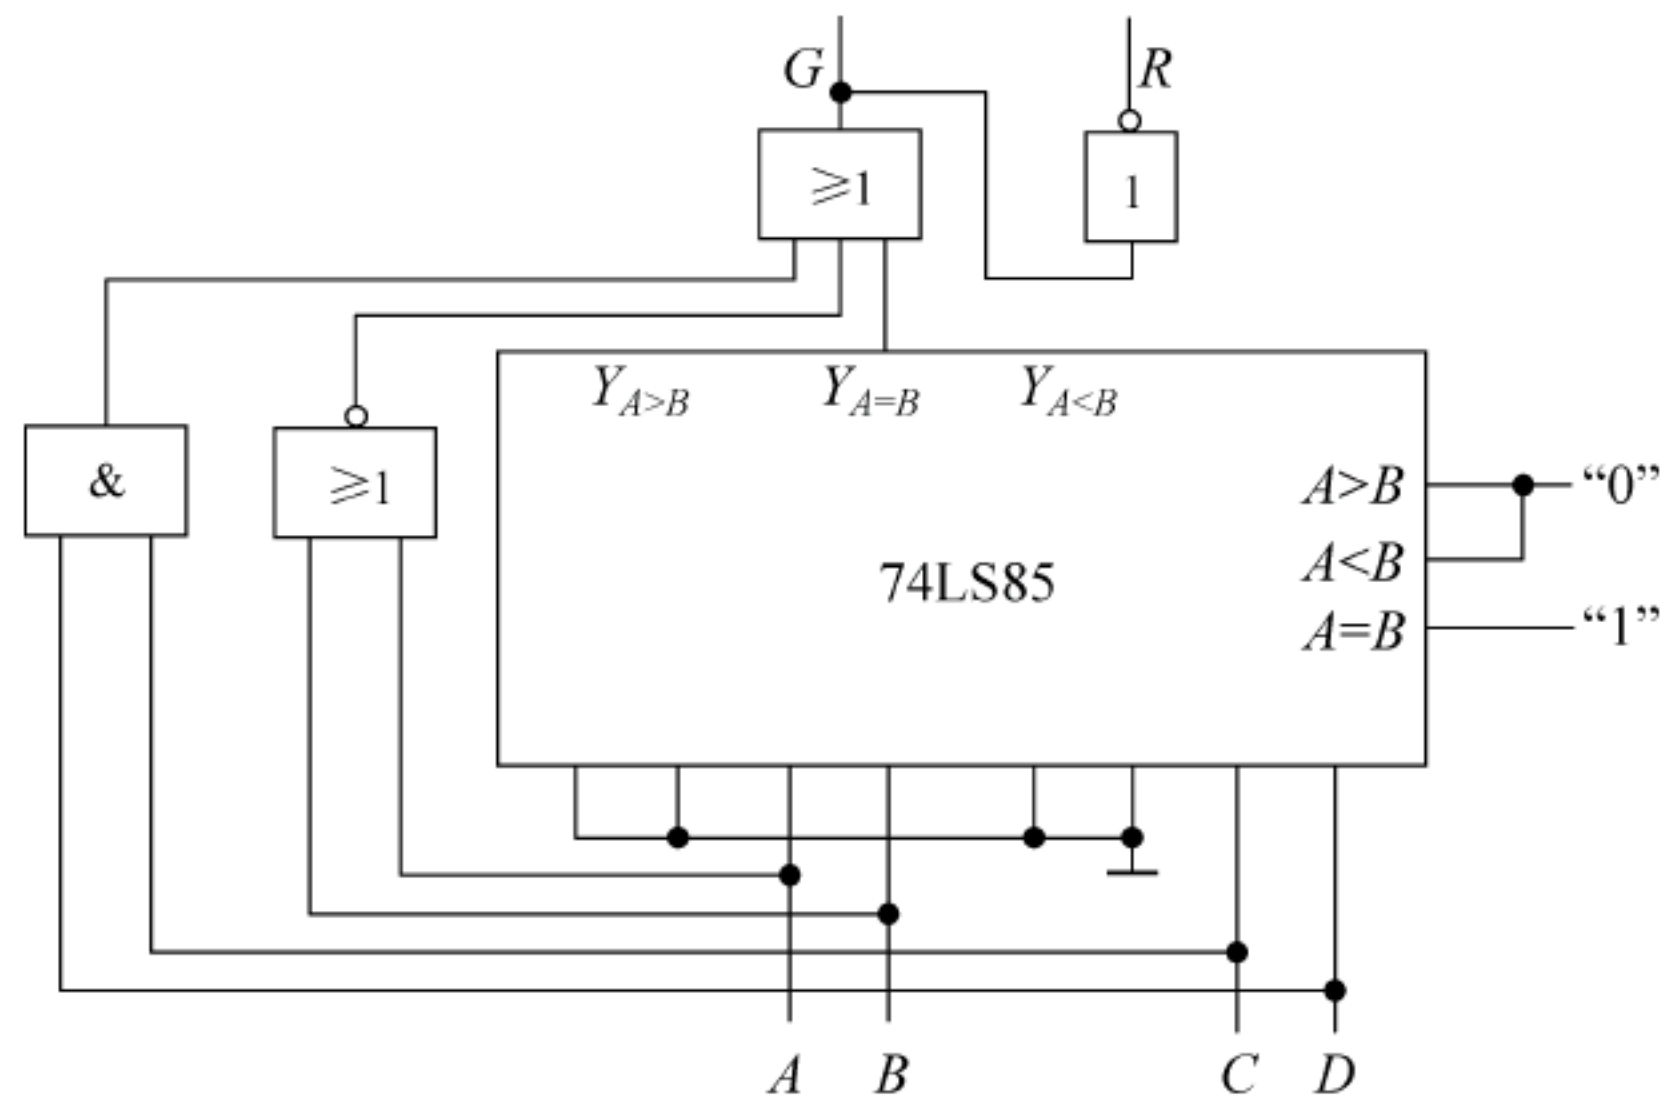 G
R
≥1
1
Y_{A>B} Y_{A=B} Y_{A<B}
&
≥1
A>B “0”
A<B
74LS85
A=B “1”
A B C D